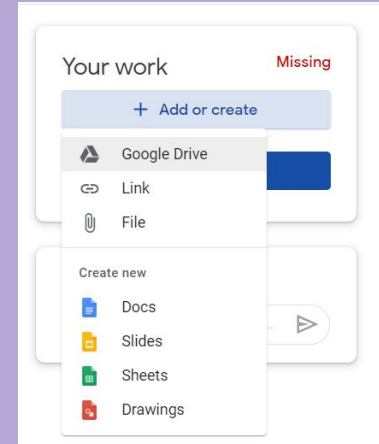 Your work
Missing
+ Add or create
Google Drive
Link
File
Create new
Docs
Slides
Sheets
Drawings